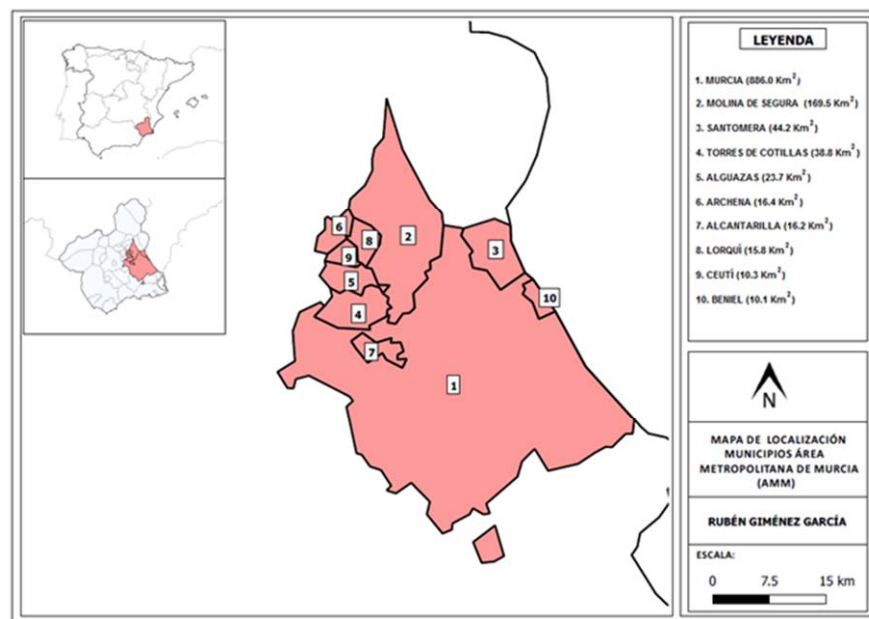 LEYENDA
1. MURCIA (886.0 Km²)
2. MOLINA DE SEGURA (169.5 Km²)
3. SANTOMERA (44.2 Km²)
4. TORRES DE COTILLAS (38.8 Km²)
5. ALGUAZAS (23.7 Km²)
6. ARCHENA (16.4 Km²)
7. ALCANTARILLA (16.2 Km²)
8. LORQUÍ (15.8 Km²)
9. CEUTÍ (10.3 Km²)
10. BENIEL (10.1 Km²)
6
8
2
3
9
5
10
4
7
1
N
MAPA DE LOCALIZACIÓN
MUNICIPIOS ÁREA
METROPOLITANA DE MURCIA
(AMM)
RUBÉN GIMÉNEZ GARCÍA
ESCALA:
0 7.5 15 km